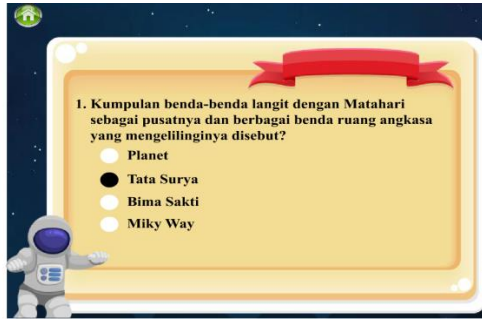 1. Kumpulan benda-benda langit dengan Matahari
sebagai pusatnya dan berbagai benda ruang angkasa
yang mengelilinginya disebut?
Planet
Tata Surya
Bima Sakti
Miky Way